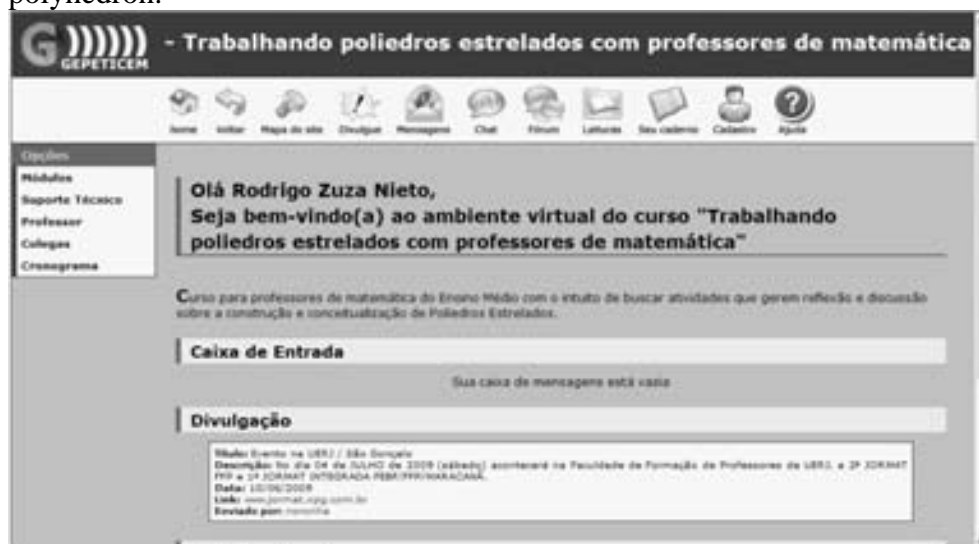 polyhedron.
G )))))) - Trabalhando poliedros estrelados com professores de matemática
GEPETICEM
home voltar Mapa do site Divulgue Mensagens Chat Fórum Leituras Seu caderno Cadastro Ajuda
Opções
Módulos
Suporte Técnico
Professor
Colegas
Cronograma
Olá Rodrigo Zuza Nieto,
Seja bem-vindo(a) ao ambiente virtual do curso "Trabalhando
poliedros estrelados com professores de matemática"
Curso para professores de matemática do Ensino Médio com o intuito de buscar atividades que gerem reflexão e discussão
sobre a construção e conceitualização de Poliedros Estrelados.
Caixa de Entrada
Sua caixa de mensagens está vazia
Divulgação
Título: Evento na UERJ / São Gonçalo
Descrição: No dia 04 de JULHO de 2009 (sábado) acontecerá na Faculdade de Formação de Professores da UERJ, a 2ª JORMAT
FFP e 1ª JORMAT INTEGRADA FEBF/FFP/MARACANÃ.
Data: 10/06/2009
Link:
Enviado por: noronha